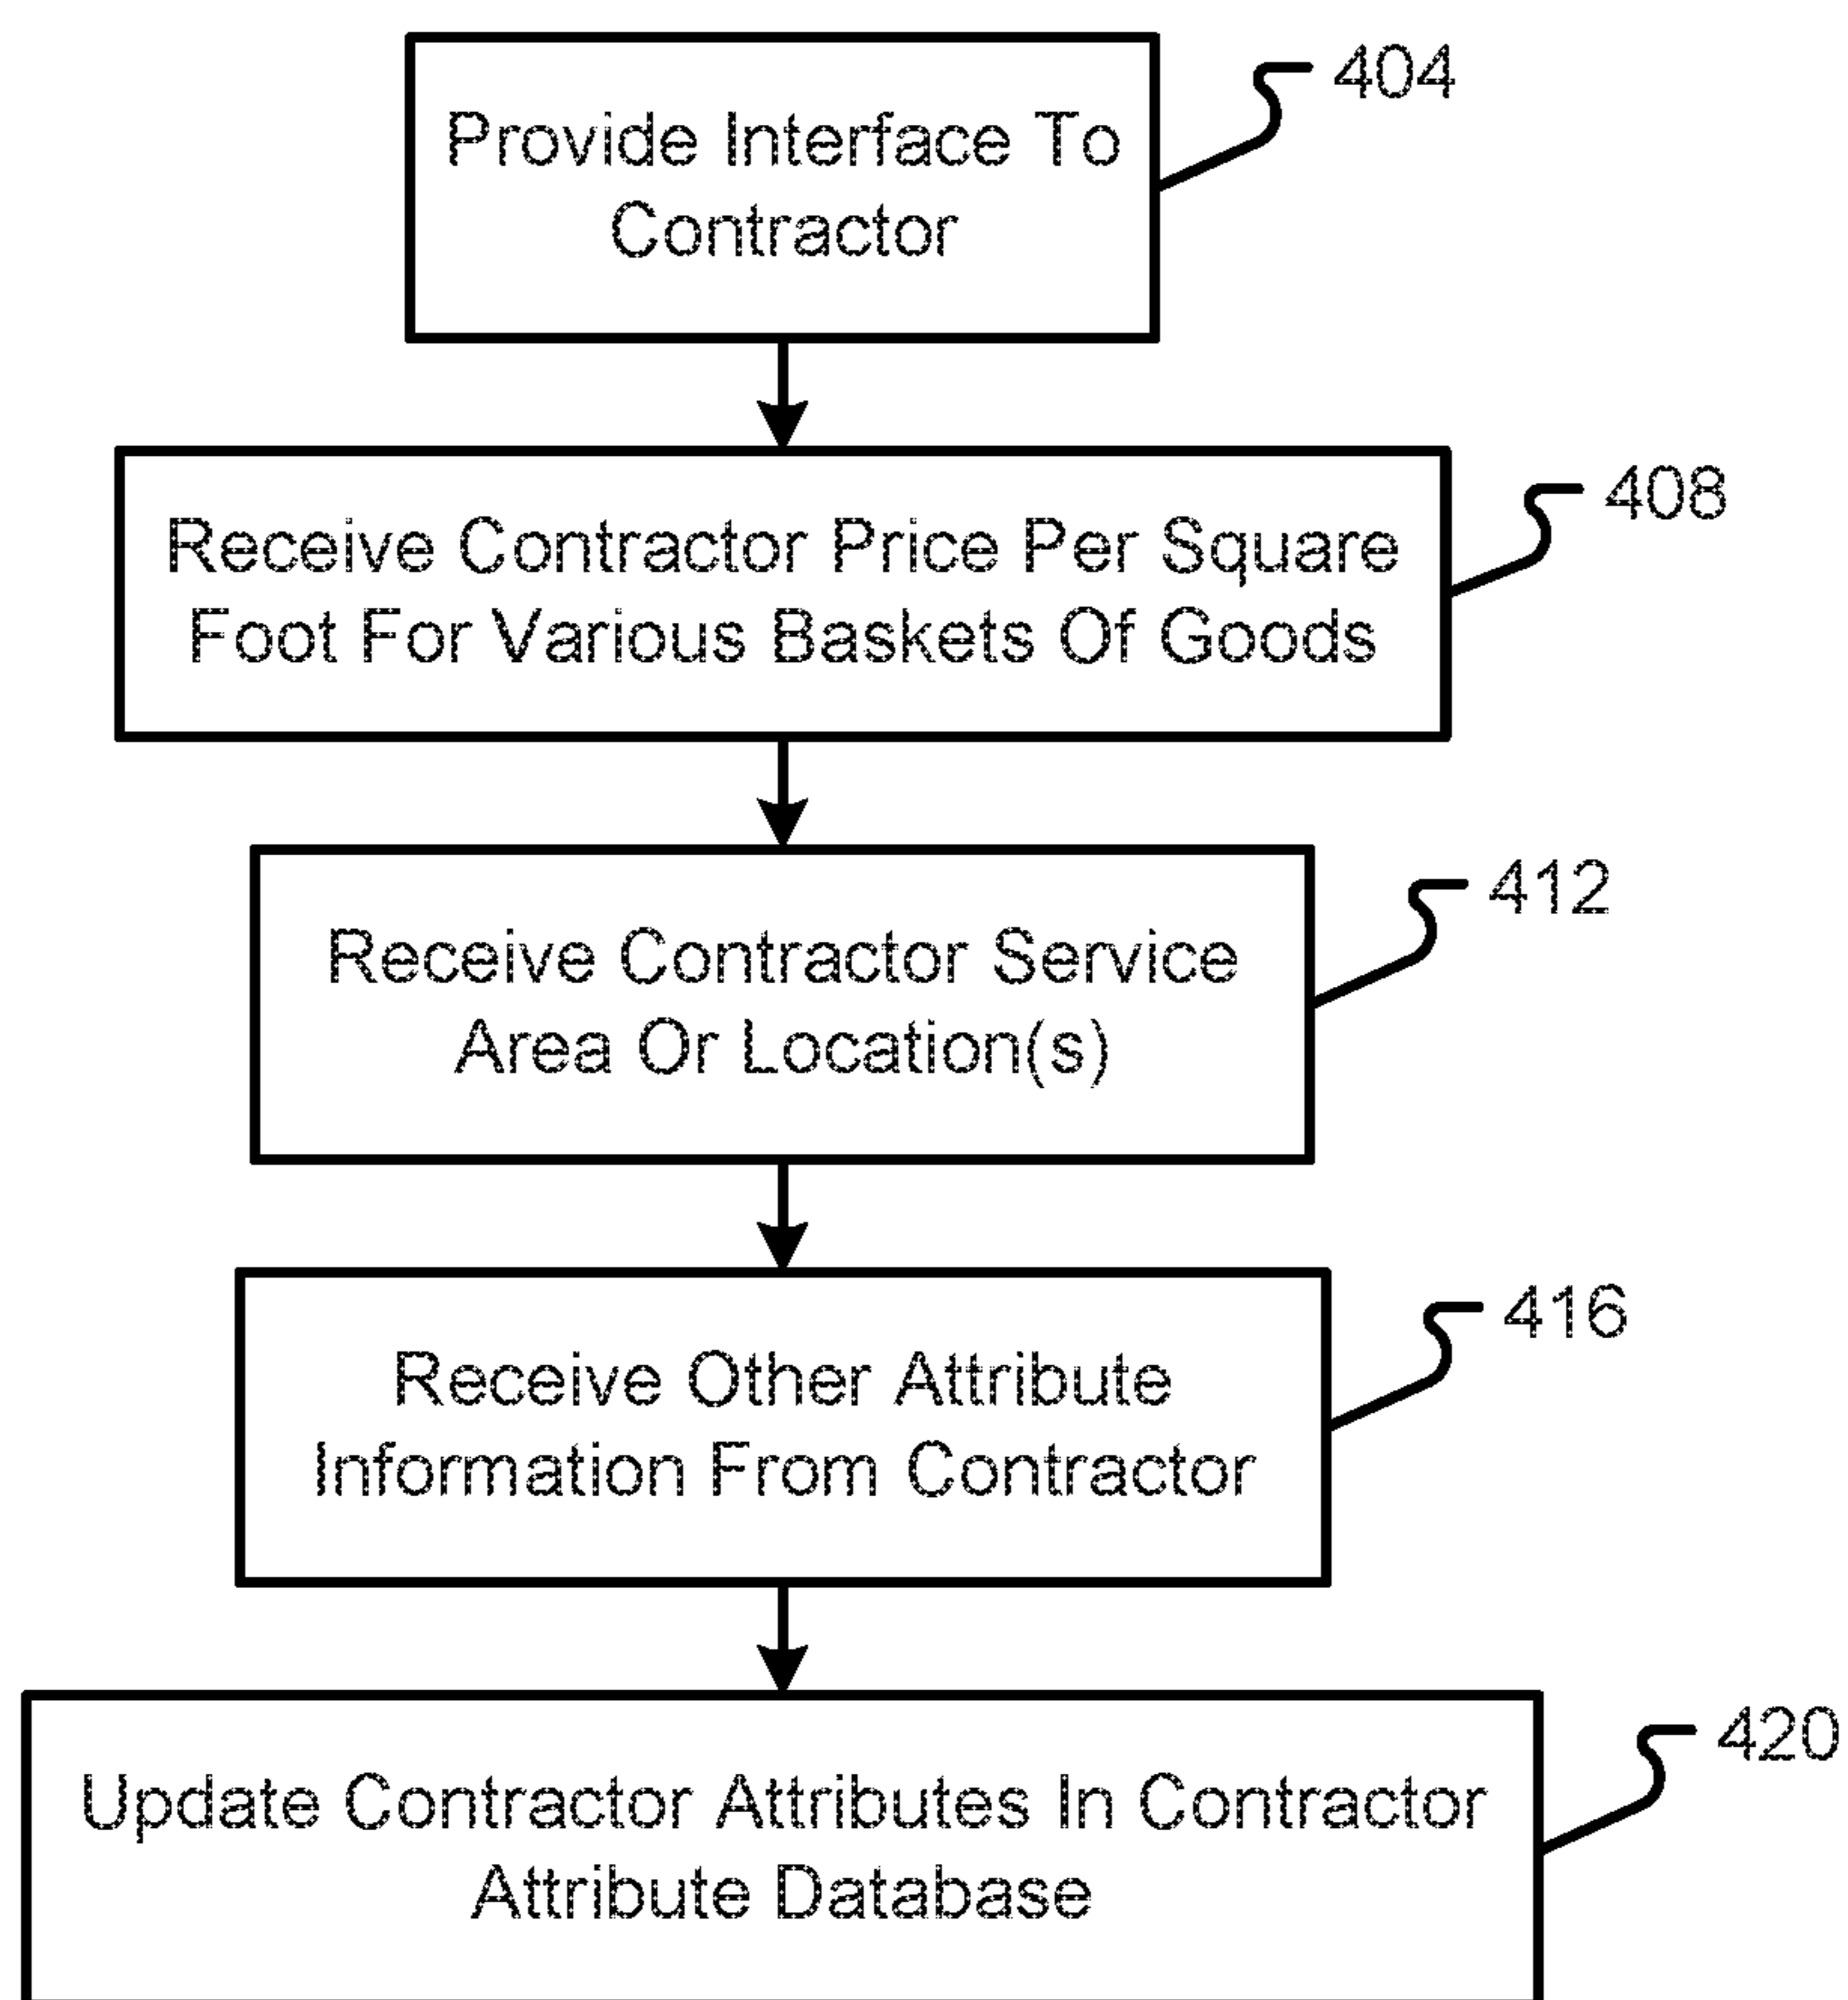 404
Provide Interface To
Contractor
408
Receive Contractor Price Per Square
Foot For Various Baskets Of Goods
412
Receive Contractor Service
Area Or Location(s)
416
Receive Other Attribute
Information From Contractor
420
Update Contractor Attributes In Contractor
Attribute Database